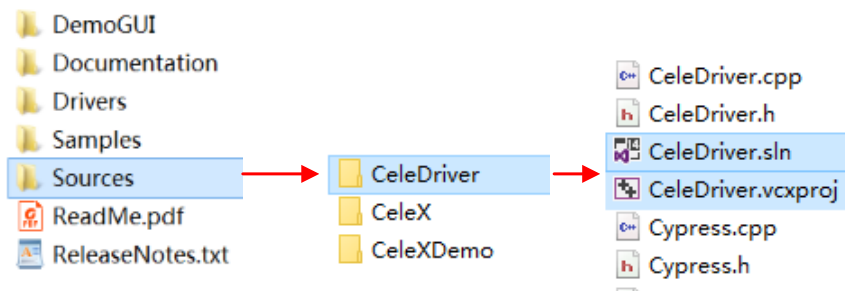 DemoGUI
Documentation
Drivers
Samples
Sources
ReadMe.pdf
ReleaseNotes.txt
CeleDriver
CeleX
CeleXDemo
CeleDriver.cpp
CeleDriver.h
CeleDriver.sln
CeleDriver.vcxproj
Cypress.cpp
Cypress.h